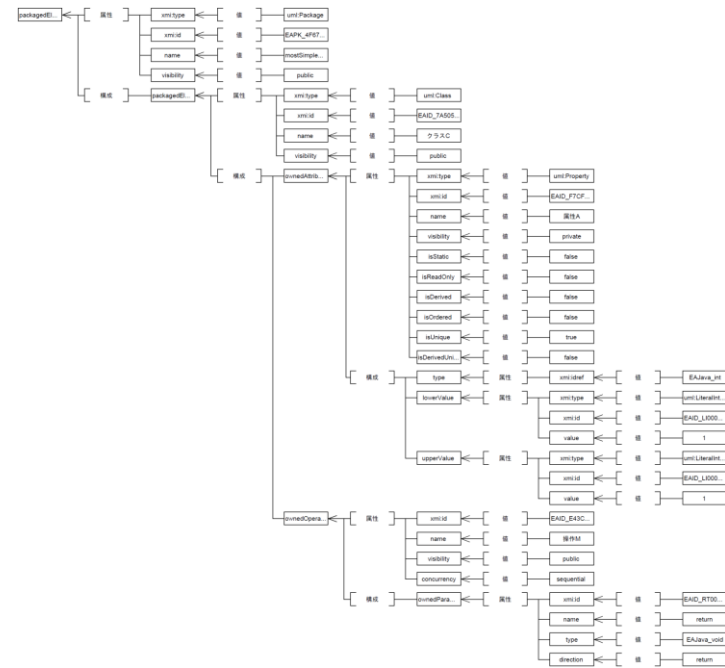 packagedEl... 属性 xmi:type 値 uml:Package
xmi:id 値 EAPK_4F67...
name 値 mostSimple...
visibility 値 public
構成 packagedEl... 属性 xmi:type 値 uml:Class
xmi:id 値 EAID_7A505...
name 値 クラスC
visibility 値 public
構成 ownedAttrib... 属性 xmi:type 値 uml:Property
xmi:id 値 EAID_F7CF...
name 値 属性A
visibility 値 private
isStatic 値 false
isReadOnly 値 false
isDerived 値 false
isOrdered 値 false
isUnique 値 true
isDerivedUni... 値 false
構成 type 属性 xmi:idref 値 EAJava_int
lowerValue 属性 xmi:type 値 uml:LiteralInt...
xmi:id 値 EAID_LI000...
value 値 1
upperValue 属性 xmi:type 値 uml:LiteralInt...
xmi:id 値 EAID_LI000...
value 値 1
ownedOpera... 属性 xmi:id 値 EAID_E43C...
name 値 操作M
visibility 値 public
concurrency 値 sequential
構成 ownedPara... 属性 xmi:id 値 EAID_RT00...
name 値 return
type 値 EAJava_void
direction 値 return